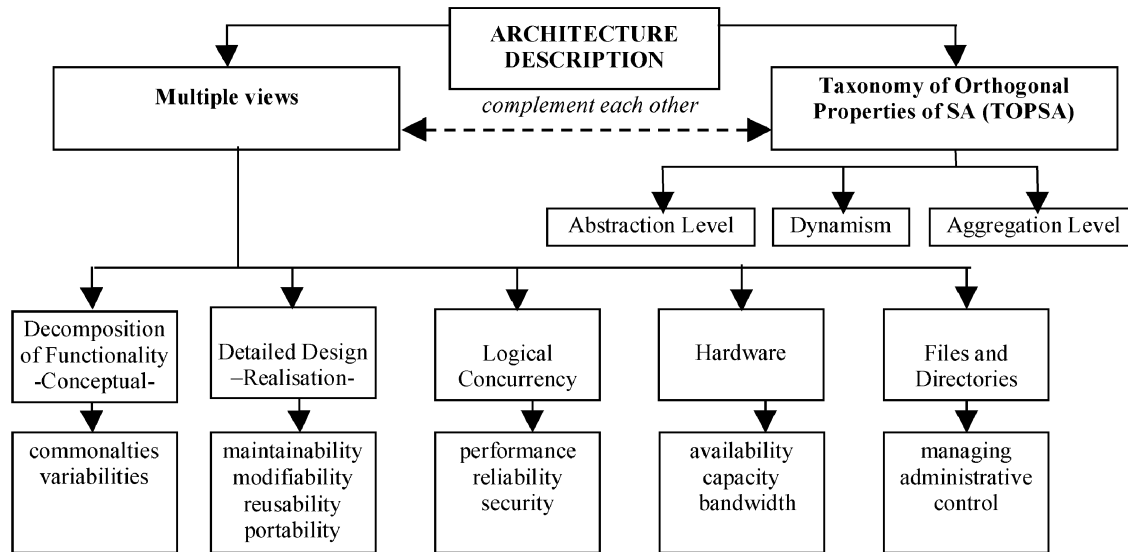 ARCHITECTURE
DESCRIPTION
Multiple views
complement each other
Taxonomy of Orthogonal
Properties of SA (TOPSA)
Abstraction Level
Dynamism
Aggregation Level
Decomposition
of Functionality
-Conceptual-
Detailed Design
–Realisation-
Logical
Concurrency
Hardware
Files and
Directories
commonalties
variabilities
maintainability
modifiability
reusability
portability
performance
reliability
security
availability
capacity
bandwidth
managing
administrative
control